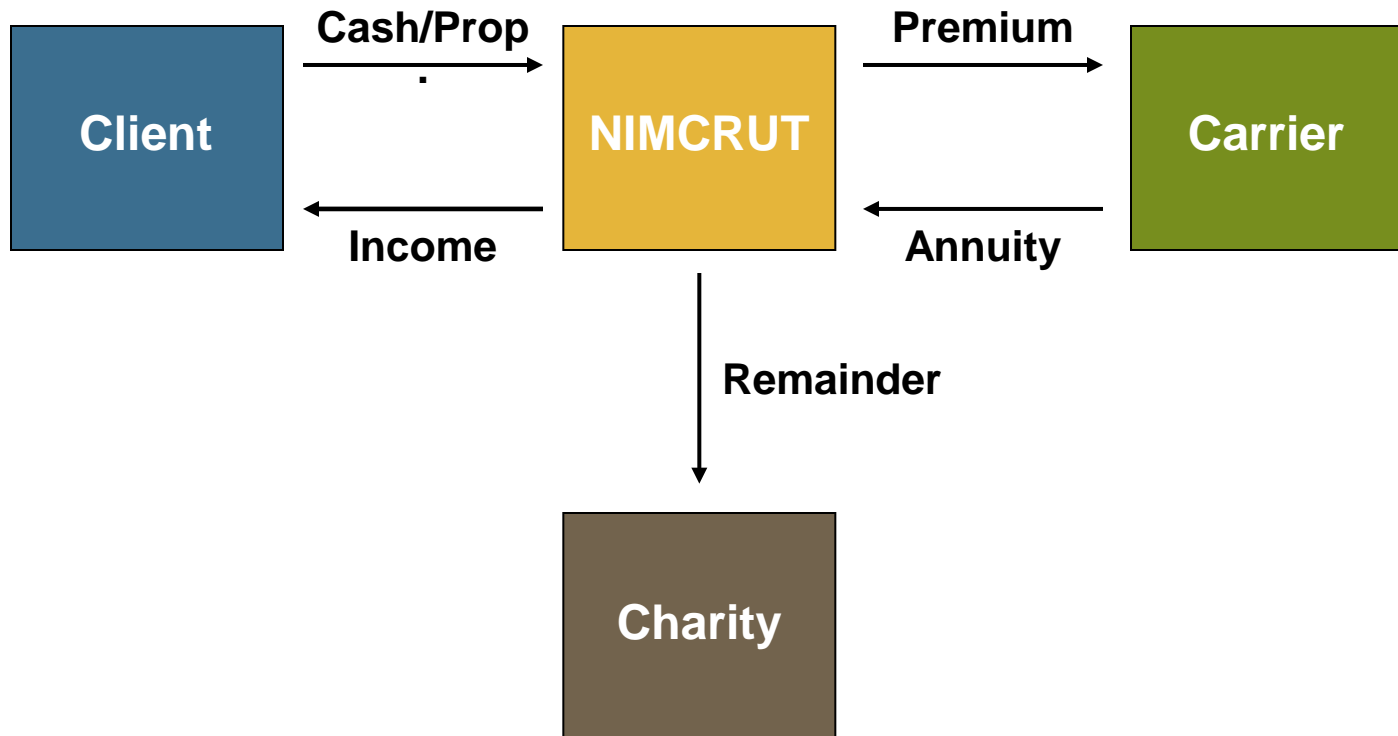 Cash/Prop
.
Premium
Client
NIMCRUT
Carrier
Income
Annuity
Remainder
Charity